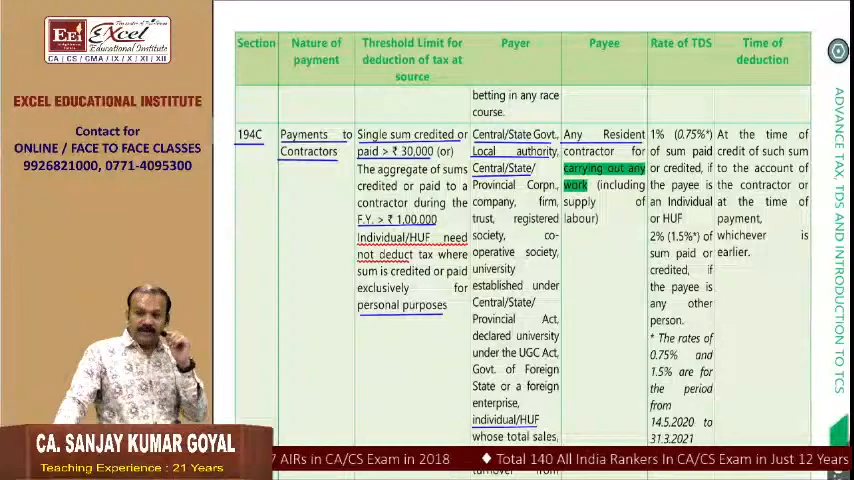 EEi
Excel
Educational Institute
CA | CS | CMA | IX | X | XI | XII
EXCEL EDUCATIONAL INSTITUTE
Contact for
ONLINE / FACE TO FACE CLASSES
9926821000, 0771-4095300
Section
Nature of
payment
Threshold Limit for
deduction of tax at
source
Payer
Payee
Rate of TDS
Time of
deduction
betting in any race
course.
194C
Payments to
Contractors
Single sum credited or
paid > ₹ 30,000 (or)
The aggregate of sums
credited or paid to a
contractor during the
F.Y. > ₹ 1,00,000
Individual/HUF need
not deduct tax where
sum is credited or paid
exclusively for
personal purposes
Central/State Govt.,
Local authority,
Central/State/
Provincial Corpn.,
company, firm,
trust, registered
society, co-
operative society,
university
established under
Central/State/
Provincial Act,
declared university
under the UGC Act,
Govt. of Foreign
State or a foreign
enterprise,
individual/HUF
whose total sales,
Any Resident
contractor for
carrying out any
work (including
supply of
labour)
1% (0.75%*)
of sum paid
or credited, if
the payee is
an Individual
or HUF
2% (1.5%*) of
sum paid or
credited, if
the payee is
any other
person.
* The rates of
0.75% and
1.5% are for
the period
from
14.5.2020 to
31.3.2021
At the time of
credit of such sum
to the account of
the contractor or
at the time of
payment,
whichever is
earlier.
ADVANCE TAX, TDS AND INTRODUCTION TO TCS
CA. SANJAY KUMAR GOYAL
Teaching Experience : 21 Years
7 AIRs in CA/CS Exam in 2018 ♦ Total 140 All India Rankers In CA/CS Exam in Just 12 Years